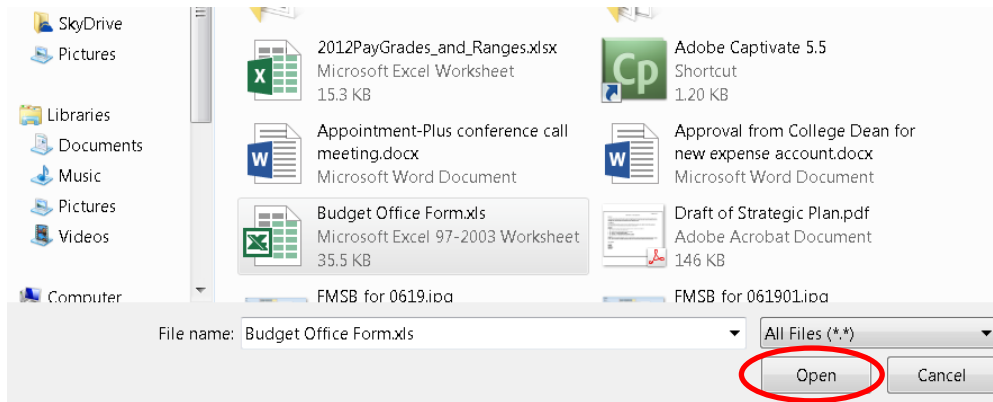 SkyDrive
Pictures
Libraries
Documents
Music
Pictures
Videos
Computer
2012PayGrades_and_Ranges.xlsx
Microsoft Excel Worksheet
15.3 KB
Adobe Captivate 5.5
Shortcut
1.20 KB
Appointment-Plus conference call
meeting.docx
Microsoft Word Document
Approval from College Dean for
new expense account.docx
Microsoft Word Document
Budget Office Form.xls
Microsoft Excel 97-2003 Worksheet
35.5 KB
Draft of Strategic Plan.pdf
Adobe Acrobat Document
146 KB
FMSB for 0619.jpg
FMSB for 061901.jpg
File name: Budget Office Form.xls
All Files (*.*)
Open
Cancel